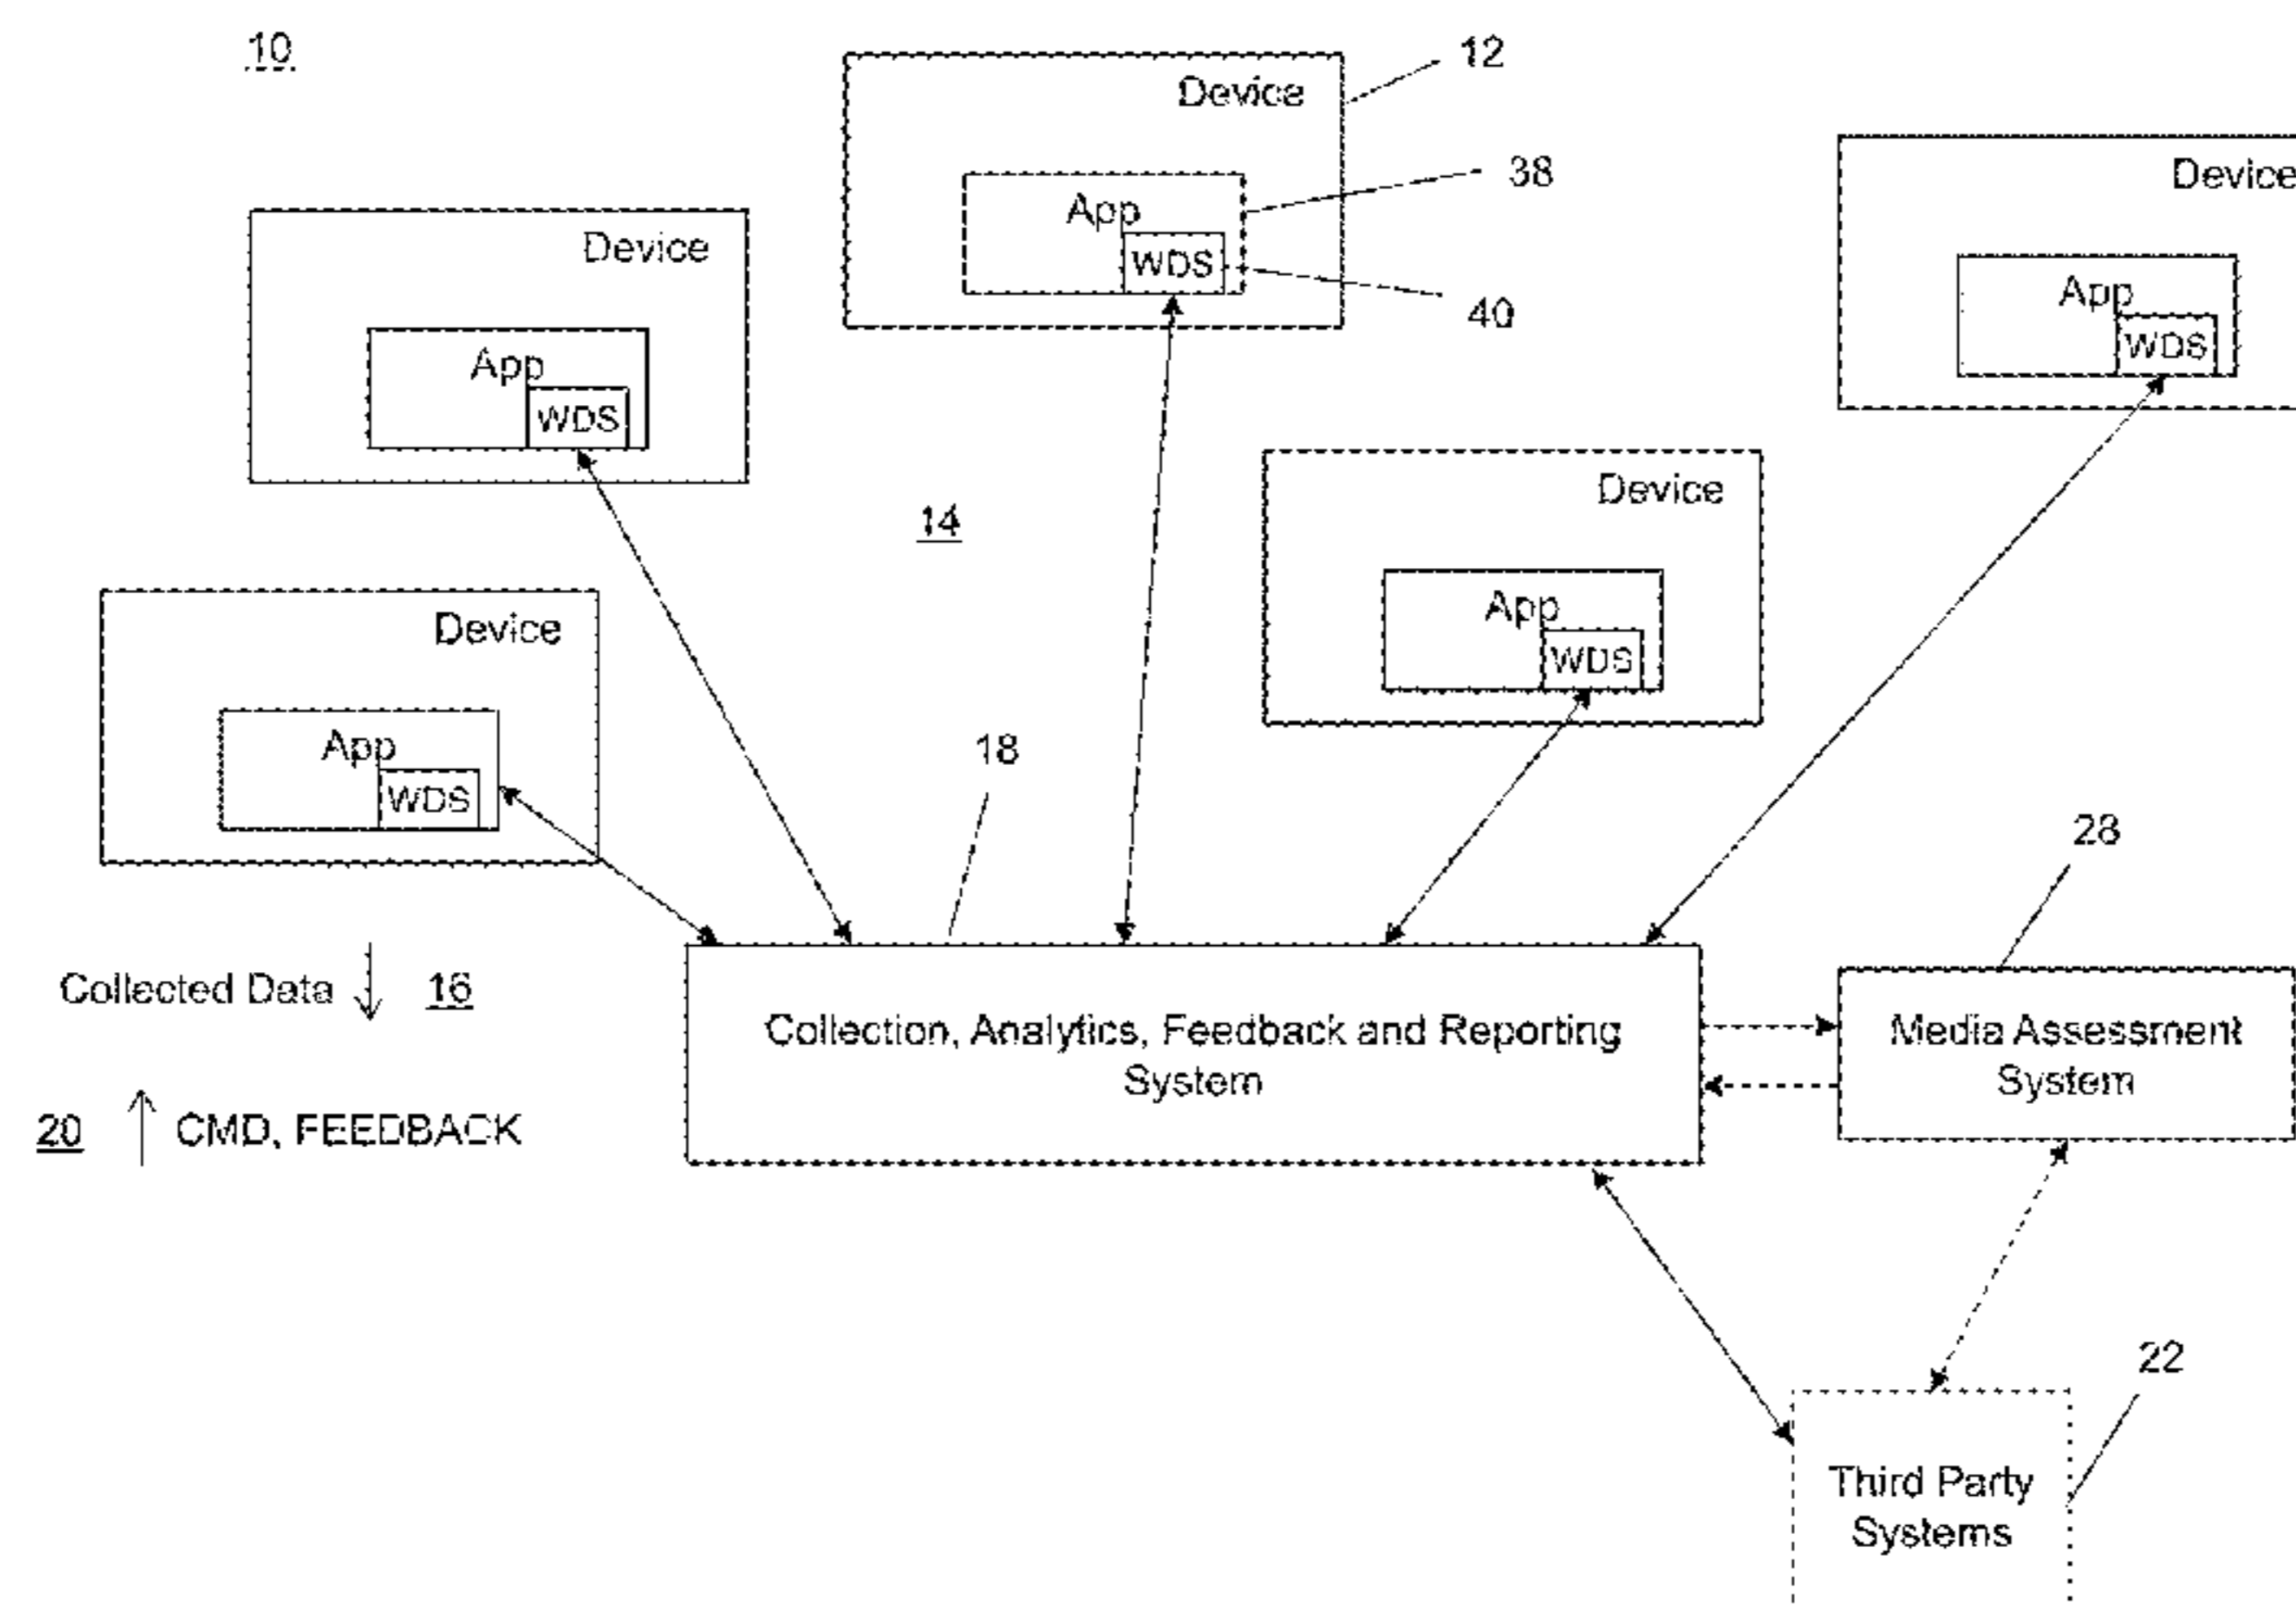 10
12
Device
38
App
WDS
40
Device
App
WDS
Device
App
WDS
14
Device
App
WDS
Device
App
WDS
18
28
Collected Data
16
20
CMD, FEEDBACK
Collection, Analytics, Feedback and Reporting
System
Media Assessment
System
22
Third Party
Systems